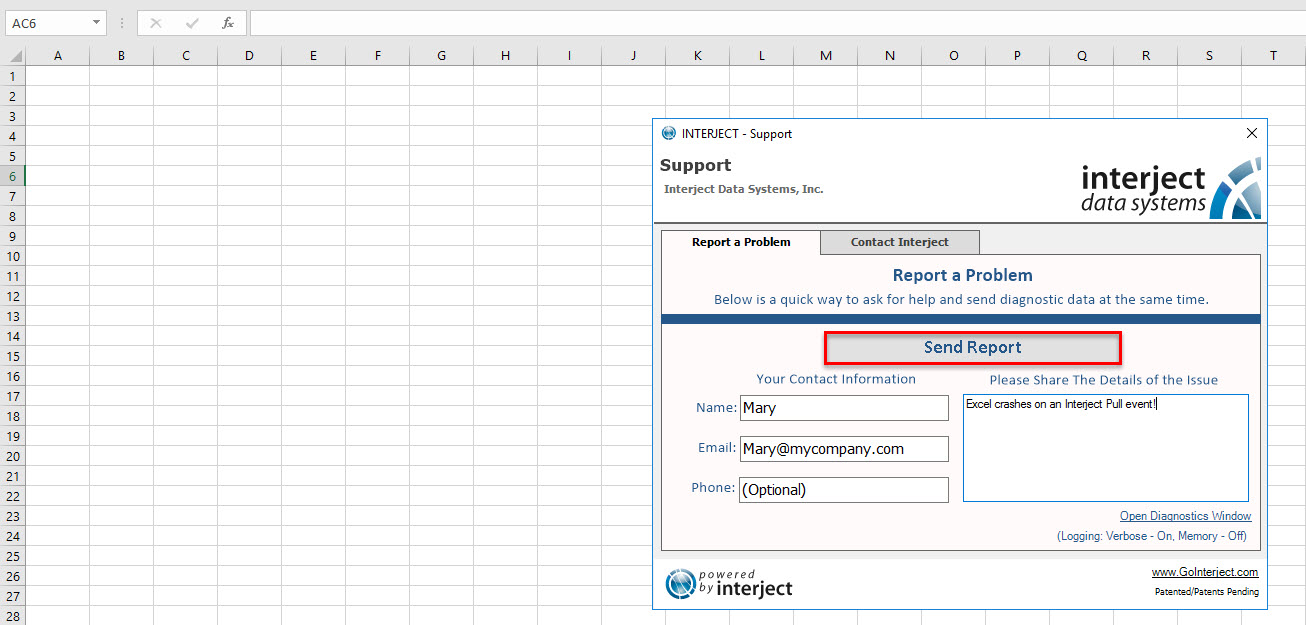 AC6
fx
A B C D E F G H I J K L M N O P Q R S T
1
2
3
4
5
6
7
8
9
10
11
12
13
14
15
16
17
18
19
20
21
22
23
24
25
26
27
28
INTERJECT - Support
Support
Interject Data Systems, Inc.
interject
data systems
Report a Problem
Contact Interject
Report a Problem
Below is a quick way to ask for help and send diagnostic data at the same time.
Send Report
Your Contact Information
Name: Mary
Email: Mary@mycompany.com
Phone: (Optional)
Please Share The Details of the Issue
Excel crashes on an Interject Pull event!
Open Diagnostics Window
(Logging: Verbose - On, Memory - Off)
powered
by interject
www.GoInterject.com
Patented/Patents Pending